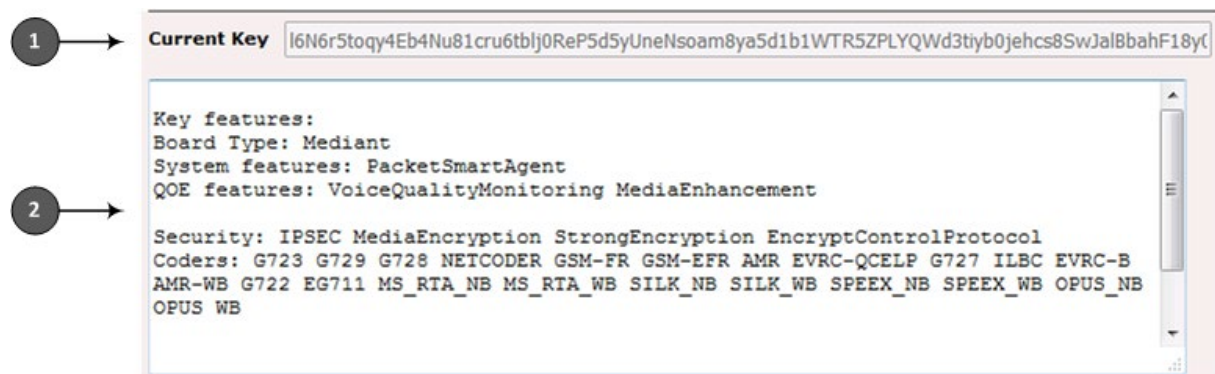 1
Current Key l6N6r5toqy4Eb4Nu81cru6tblj0ReP5d5yUneNsoam8ya5d1b1WTR5ZPLYQWd3tiyb0jehcs8SwJalBbahF18y
2
Key features:
Board Type: Mediant
System features: PacketSmartAgent
QOE features: VoiceQualityMonitoring MediaEnhancement
Security: IPSEC MediaEncryption StrongEncryption EncryptControlProtocol
Coders: G723 G729 G728 NETCODER GSM-FR GSM-EFR AMR EVRC-QCELP G727 ILBC EVRC-B
AMR-WB G722 EG711 MS_RTA_NB MS_RTA_WB SILK_NB SILK_WB SPEEX_NB SPEEX_WB OPUS_NB
OPUS WB